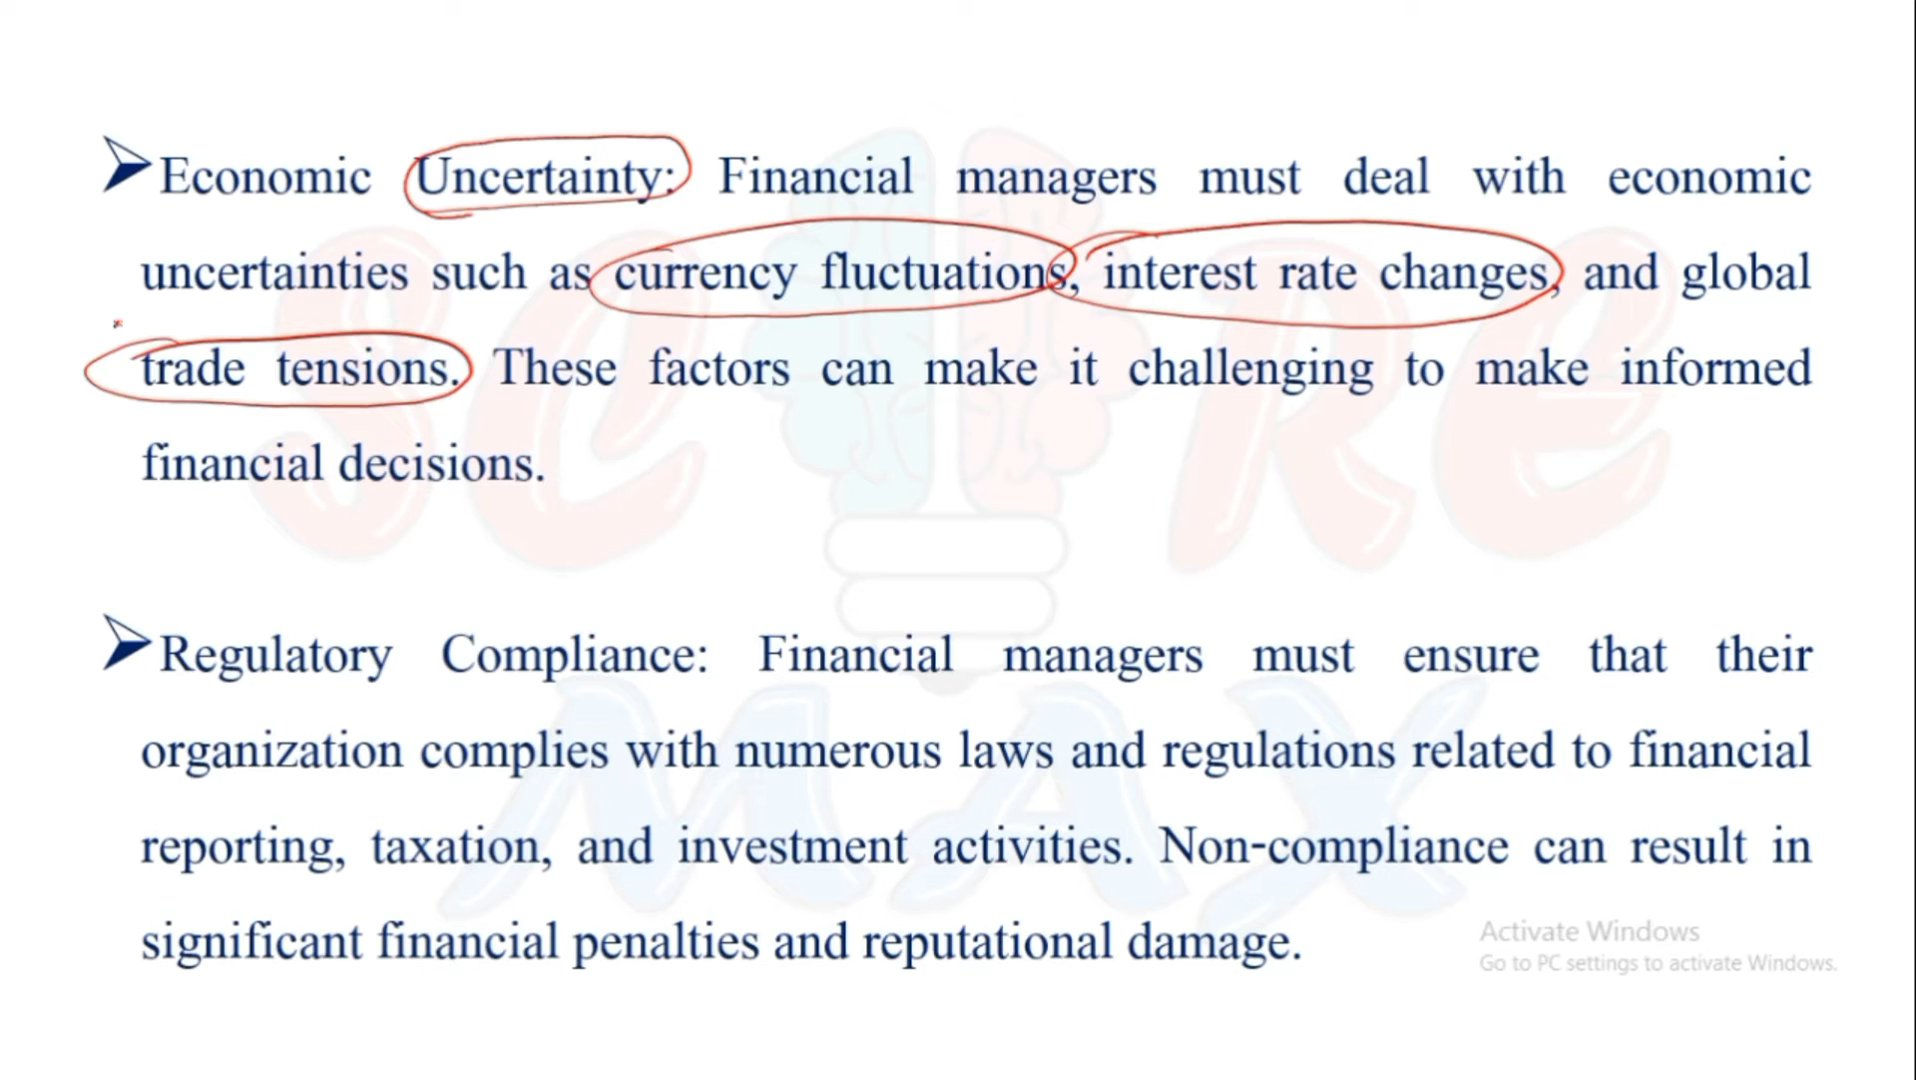 ➤Economic Uncertainty: Financial managers must deal with economic
uncertainties such as currency fluctuations, interest rate changes, and global
trade tensions. These factors can make it challenging to make informed
financial decisions.
➤Regulatory Compliance: Financial managers must ensure that their
organization complies with numerous laws and regulations related to financial
reporting, taxation, and investment activities. Non-compliance can result in
significant financial penalties and reputational damage.
SC RE
MAX
Activate Windows
Go to PC settings to activate Windows.